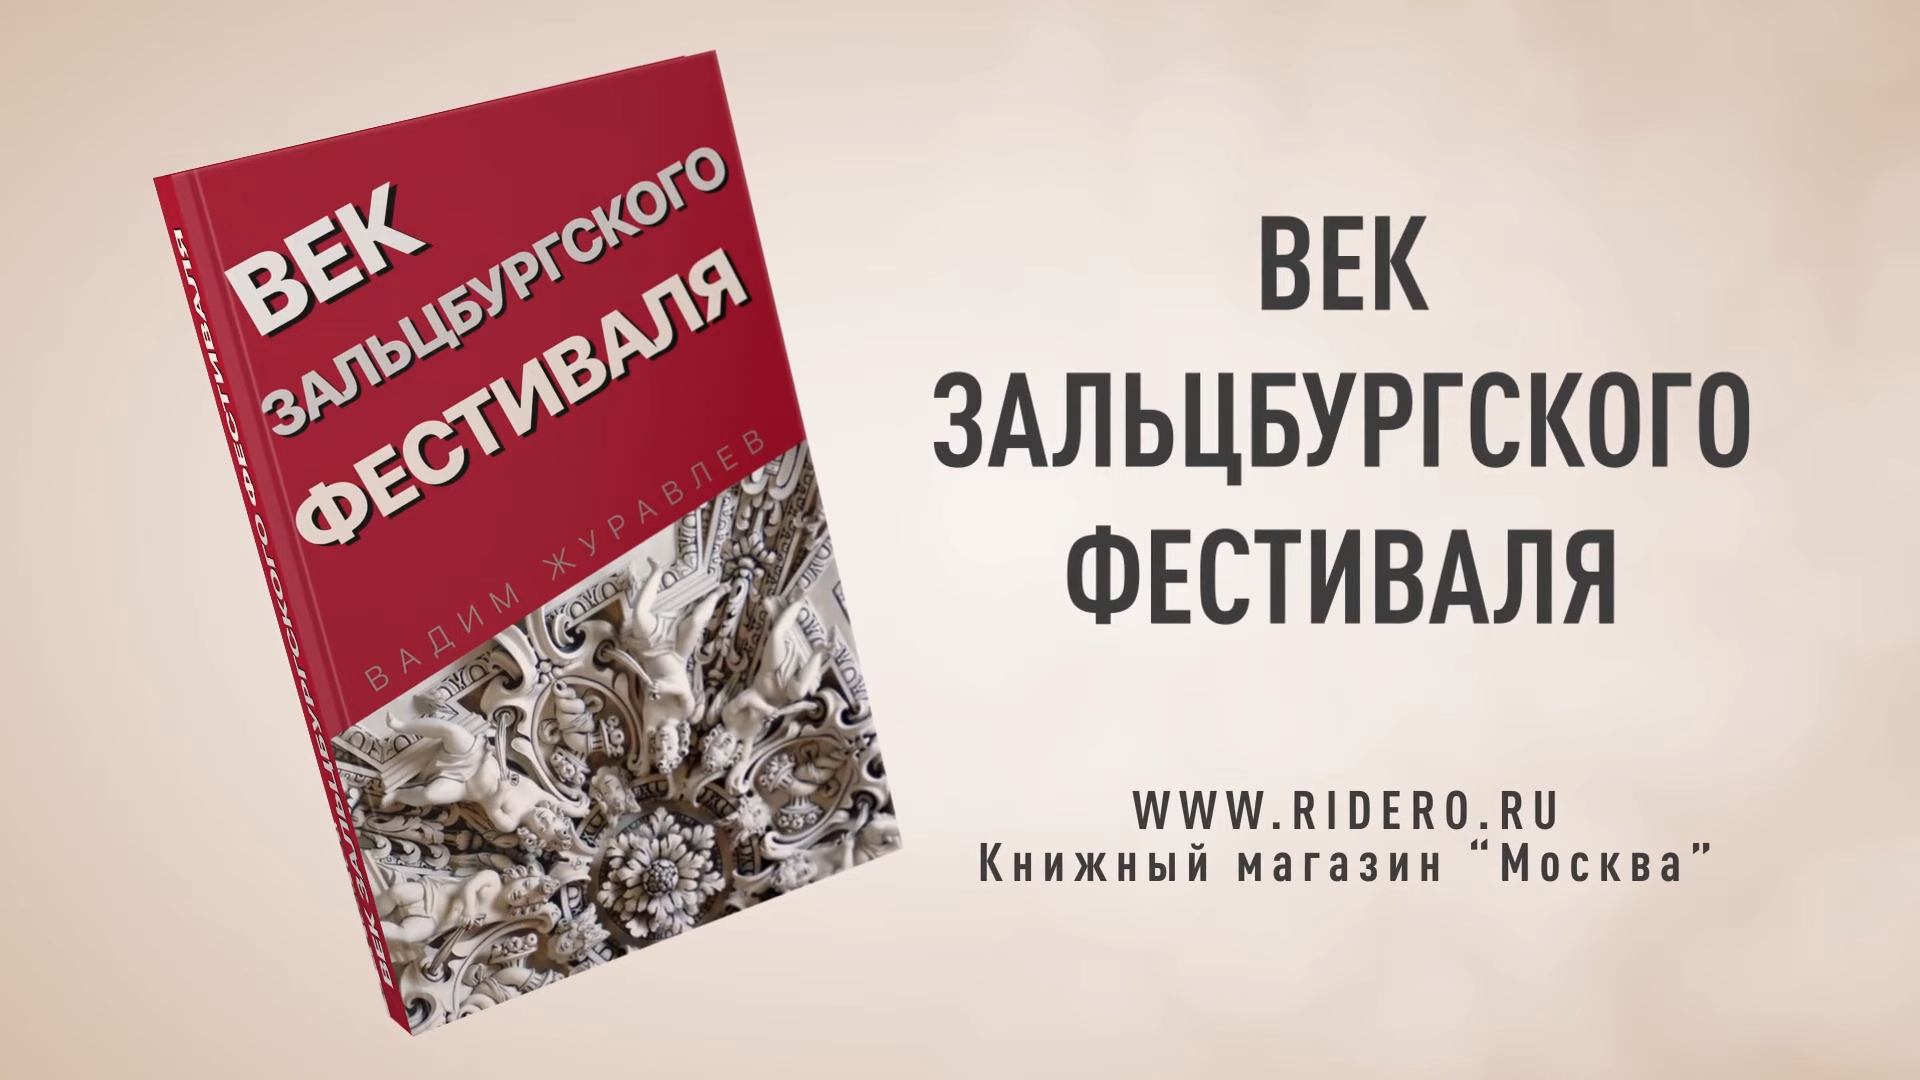 ВЕК
ЗАЛЬЦБУРГСКОГО
ФЕСТИВАЛЯ
ВАДИМ ЖУРАВЛЕВ
ВЕК ЗАЛЬЦБУРГСКОГО ФЕСТИВАЛЯ
ВЕК
ЗАЛЬЦБУРГСКОГО
ФЕСТИВАЛЯ
WWW.RIDERO.RU
Книжный магазин “Москва”